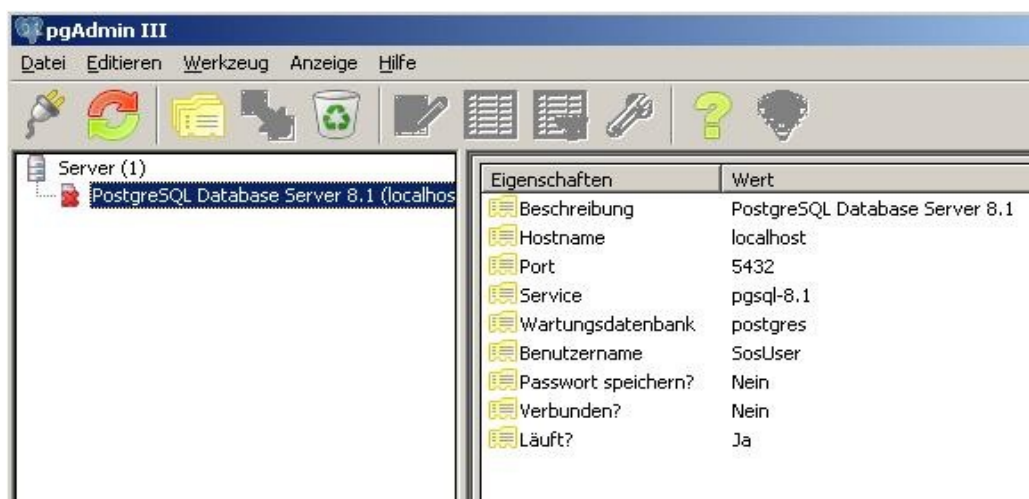 pgAdmin III
Datei Editieren Werkzeug Anzeige Hilfe
Server (1)
PostgreSQL Database Server 8.1 (localhos
Eigenschaften Wert
Beschreibung PostgreSQL Database Server 8.1
Hostname localhost
Port 5432
Service pgsql-8.1
Wartungsdatenbank postgres
Benutzername SosUser
Passwort speichern? Nein
Verbunden? Nein
Läuft? Ja